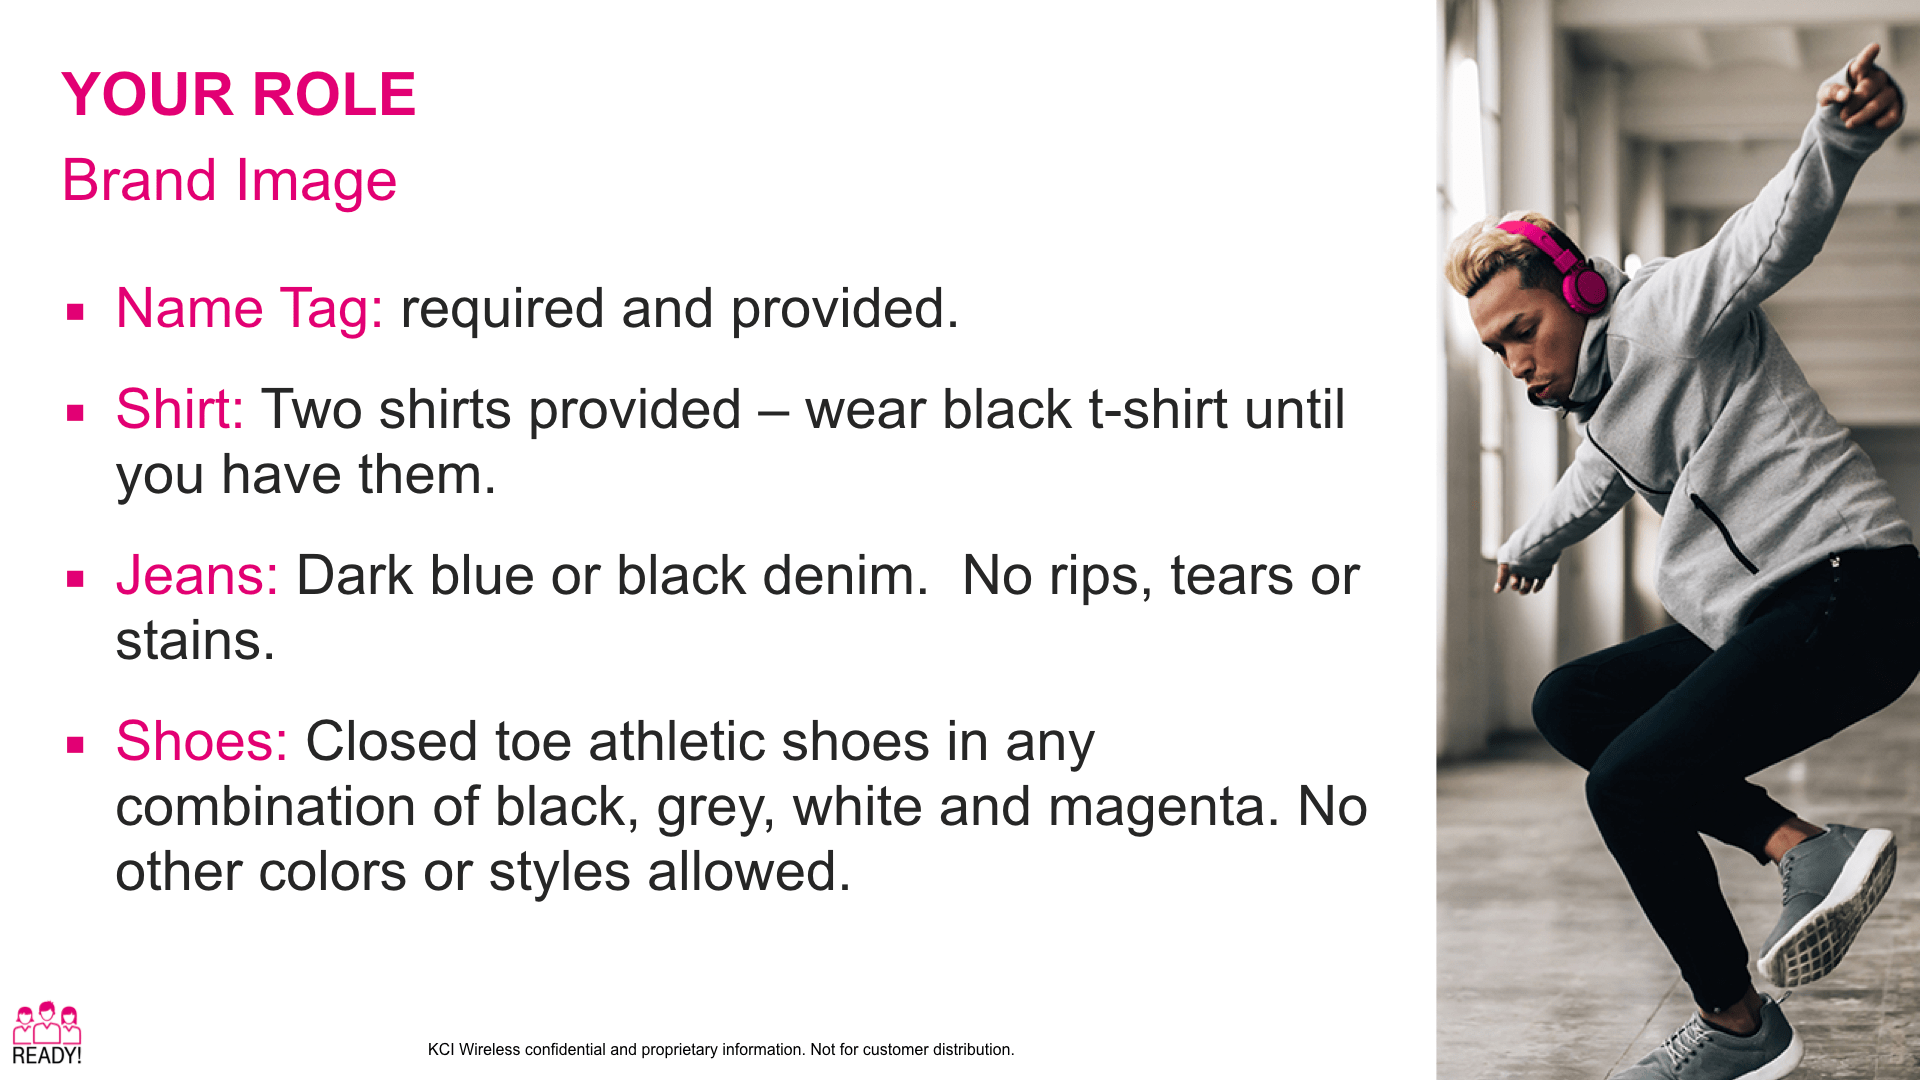 YOUR ROLE
Brand Image
▪ Name Tag: required and provided.
▪ Shirt: Two shirts provided – wear black t-shirt until
you have them.
▪ Jeans: Dark blue or black denim.  No rips, tears or
stains.
▪ Shoes: Closed toe athletic shoes in any
combination of black, grey, white and magenta. No
other colors or styles allowed.
READY!
KCI Wireless confidential and proprietary information. Not for customer distribution.